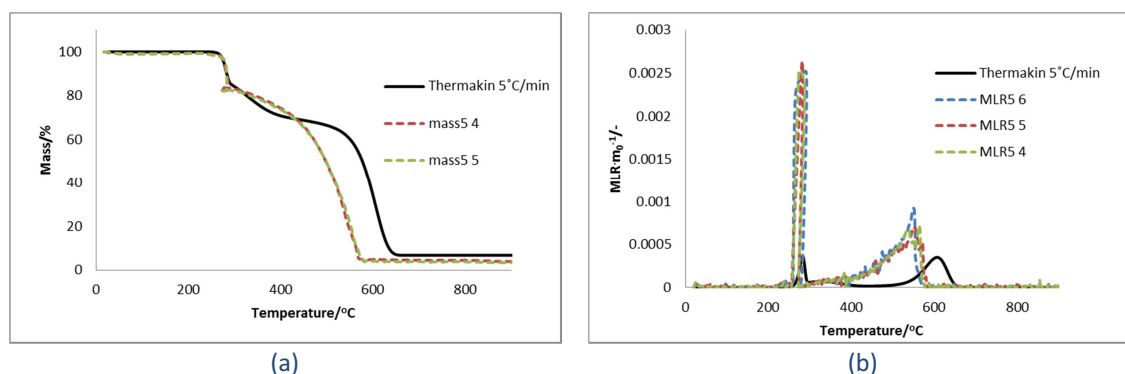 100
80
60
40
20
0
Mass/%
0 200 400 600 800
Temperature/°C
Thermakin 5˚C/min
mass5 4
mass5 5
(a)
0.003
0.0025
0.002
0.0015
0.001
0.0005
0
MLR·m₀⁻¹/-
0 200 400 600 800
Temperature/°C
Thermakin 5˚C/min
MLR5 6
MLR5 5
MLR5 4
(b)